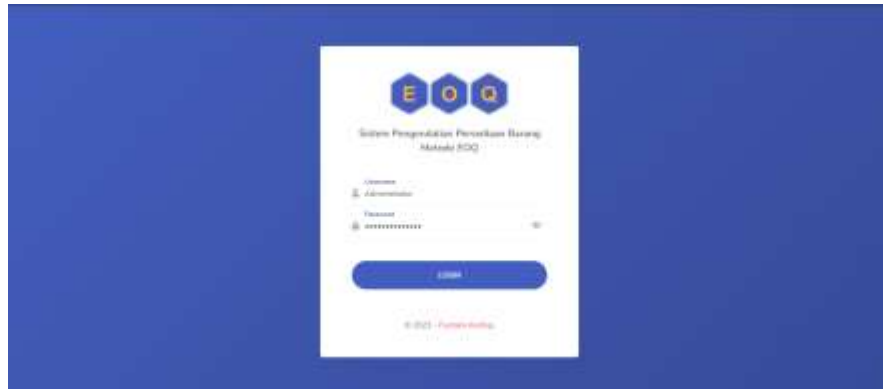 E O Q
Sistem Pengendalian Persediaan Barang
Metode EOQ
Username
Administrator
Password
LOGIN